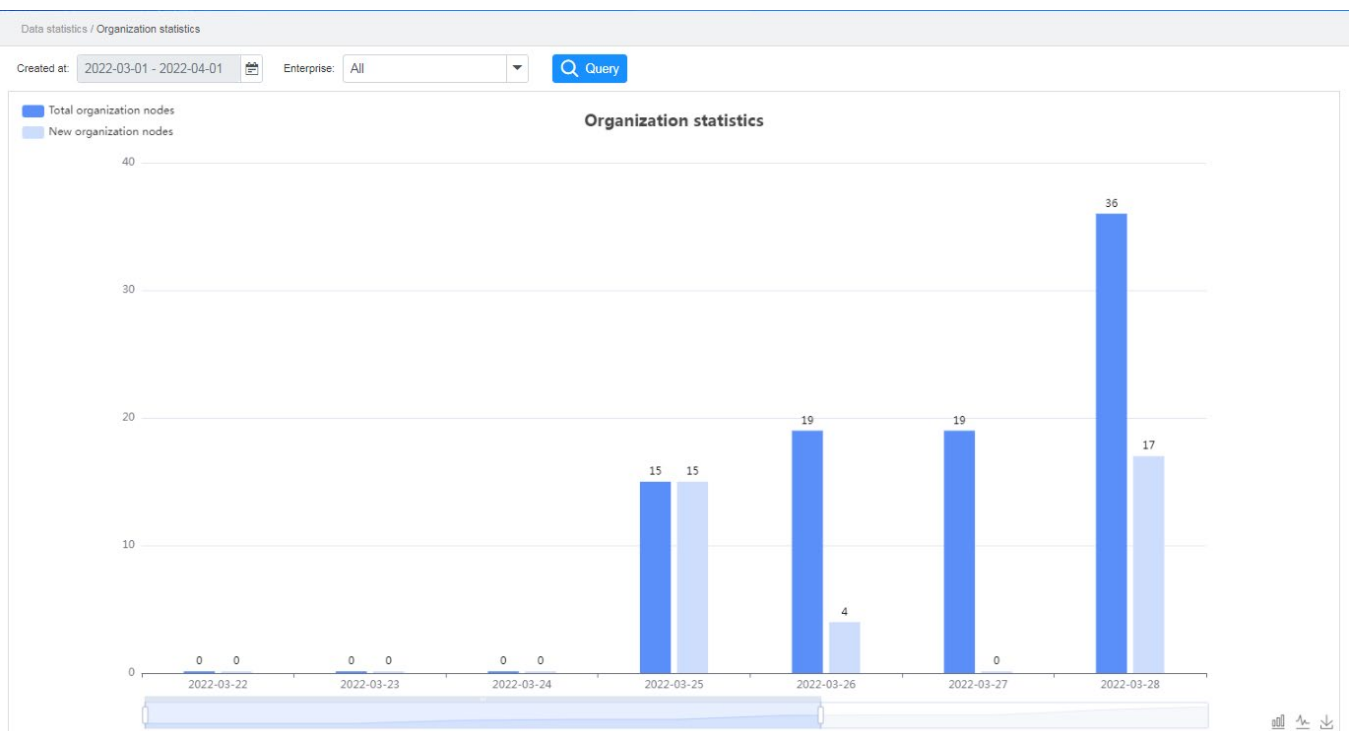 Data statistics / Organization statistics
Created at: 2022-03-01 - 2022-04-01 Enterprise: All Query
Total organization nodes
New organization nodes
Organization statistics
40
30
20
10
0
36
17
19
19
15 15
4
0 0 0 0 0 0 0
2022-03-22 2022-03-23 2022-03-24 2022-03-25 2022-03-26 2022-03-27 2022-03-28